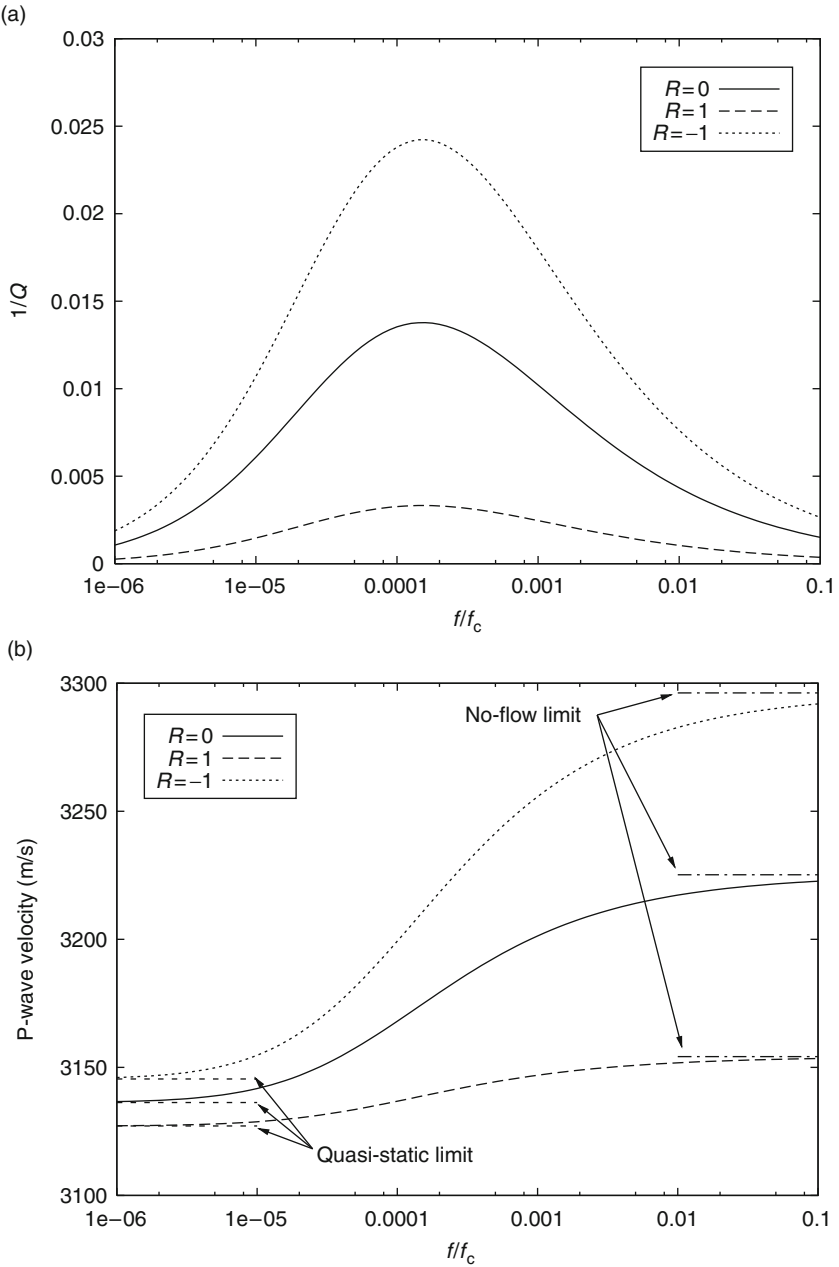 (a)
0.03
0.025
0.02
0.015
0.01
0.005
0
1/Q
R=0
R=1
R=−1
1e−06
1e−05
0.0001
0.001
0.01
0.1
f/fc
(b)
3300
3250
3200
3150
3100
P-wave velocity (m/s)
R=0
R=1
R=−1
No-flow limit
Quasi-static limit
1e−06
1e−05
0.0001
0.001
0.01
0.1
f/fc